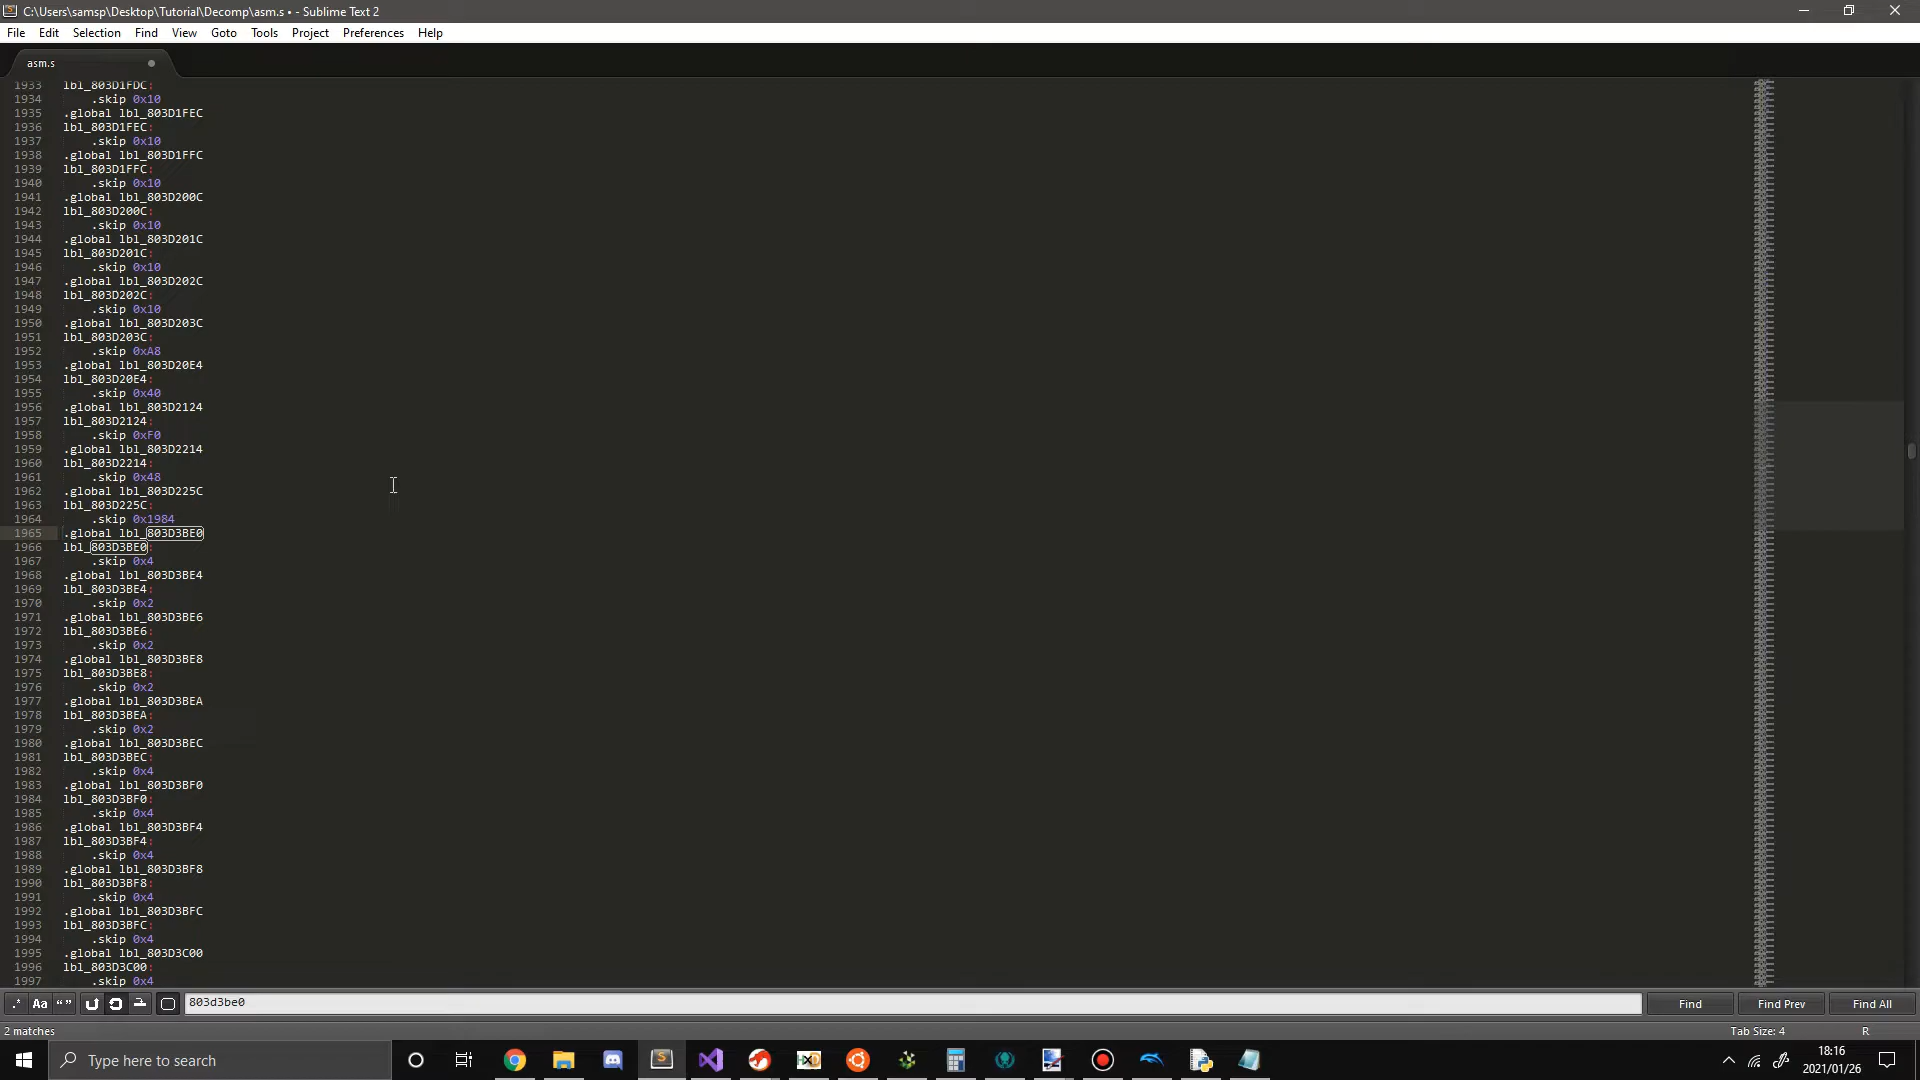 C:\Users\samsp\Desktop\Tutorial\Decomp\asm.s • - Sublime Text 2
File Edit Selection Find View Goto Tools Project Preferences Help
asm.s
1933 lbl_803D1FDC:
1934 .skip 0x10
1935 .global lbl_803D1FEC
1936 lbl_803D1FEC:
1937 .skip 0x10
1938 .global lbl_803D1FFC
1939 lbl_803D1FFC:
1940 .skip 0x10
1941 .global lbl_803D200C
1942 lbl_803D200C:
1943 .skip 0x10
1944 .global lbl_803D201C
1945 lbl_803D201C:
1946 .skip 0x10
1947 .global lbl_803D202C
1948 lbl_803D202C:
1949 .skip 0x10
1950 .global lbl_803D203C
1951 lbl_803D203C:
1952 .skip 0xA8
1953 .global lbl_803D20E4
1954 lbl_803D20E4:
1955 .skip 0x40
1956 .global lbl_803D2124
1957 lbl_803D2124:
1958 .skip 0xF0
1959 .global lbl_803D2214
1960 lbl_803D2214:
1961 .skip 0x48
1962 .global lbl_803D225C
1963 lbl_803D225C:
1964 .skip 0x1984
1965 .global lbl_803D3BE0
1966 lbl_803D3BE0:
1967 .skip 0x4
1968 .global lbl_803D3BE4
1969 lbl_803D3BE4:
1970 .skip 0x2
1971 .global lbl_803D3BE6
1972 lbl_803D3BE6:
1973 .skip 0x2
1974 .global lbl_803D3BE8
1975 lbl_803D3BE8:
1976 .skip 0x2
1977 .global lbl_803D3BEA
1978 lbl_803D3BEA:
1979 .skip 0x2
1980 .global lbl_803D3BEC
1981 lbl_803D3BEC:
1982 .skip 0x4
1983 .global lbl_803D3BF0
1984 lbl_803D3BF0:
1985 .skip 0x4
1986 .global lbl_803D3BF4
1987 lbl_803D3BF4:
1988 .skip 0x4
1989 .global lbl_803D3BF8
1990 lbl_803D3BF8:
1991 .skip 0x4
1992 .global lbl_803D3BFC
1993 lbl_803D3BFC:
1994 .skip 0x4
1995 .global lbl_803D3C00
1996 lbl_803D3C00:
1997 .skip 0x4
.* Aa “” 803d3be0 Find Find Prev Find All
2 matches Tab Size: 4 R
Type here to search
18:16
2021/01/26